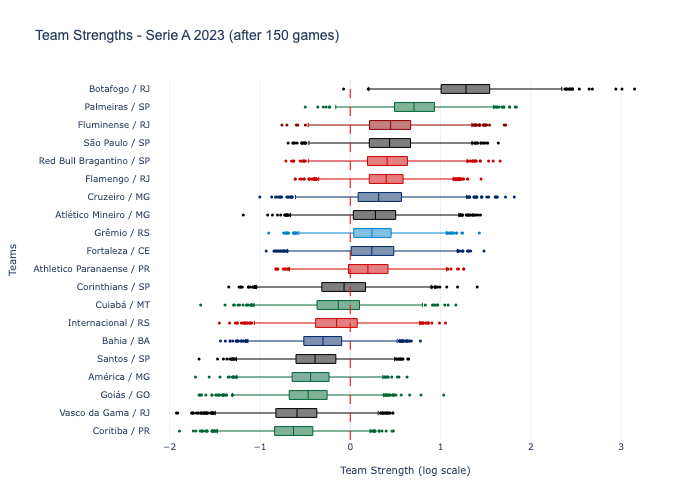 Team Strengths - Serie A 2023 (after 150 games)
Botafogo / RJ
Palmeiras / SP
Fluminense / RJ
São Paulo / SP
Red Bull Bragantino / SP
Flamengo / RJ
Cruzeiro / MG
Atlético Mineiro / MG
Grêmio / RS
Fortaleza / CE
Athletico Paranaense / PR
Corinthians / SP
Cuiabá / MT
Internacional / RS
Bahia / BA
Santos / SP
América / MG
Goiás / GO
Vasco da Gama / RJ
Coritiba / PR
Teams
−2 −1 0 1 2 3
Team Strength (log scale)